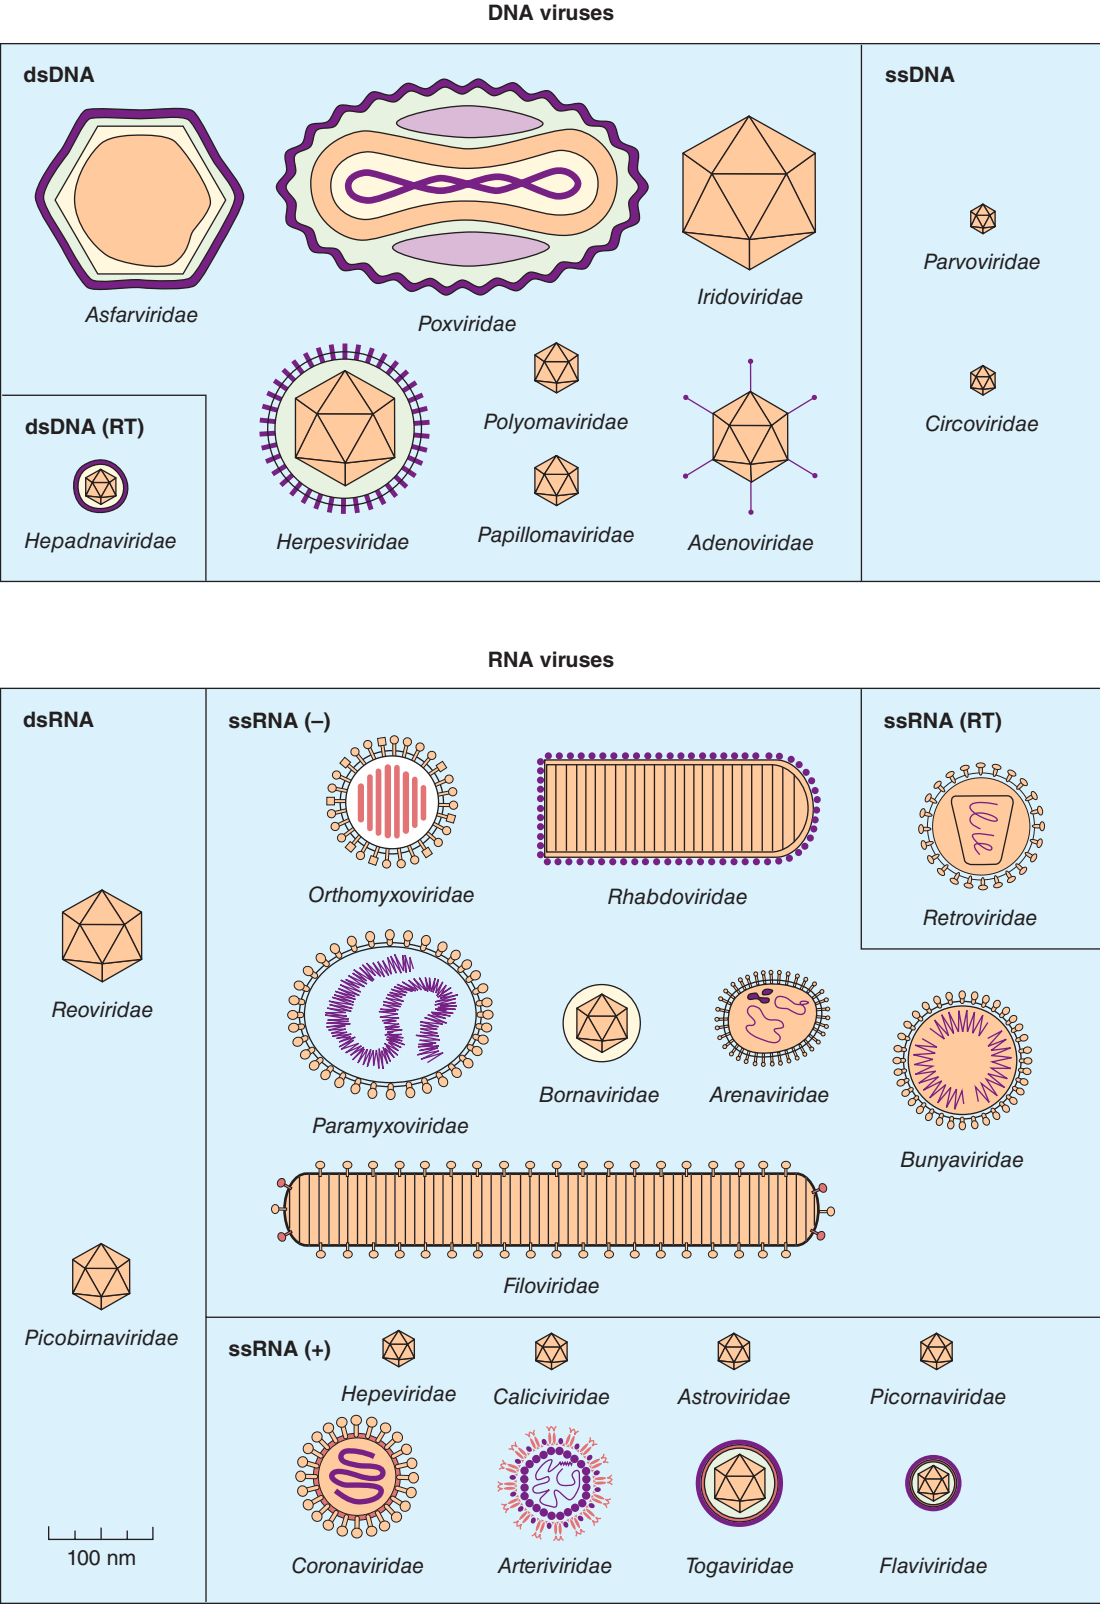 DNA viruses
dsDNA
ssDNA
Asfarviridae
Poxviridae
Iridoviridae
Parvoviridae
dsDNA (RT)
Hepadnaviridae
Herpesviridae
Polyomaviridae
Papillomaviridae
Adenoviridae
Circoviridae
RNA viruses
dsRNA
ssRNA (–)
ssRNA (RT)
Orthomyxoviridae
Rhabdoviridae
Retroviridae
Reoviridae
Paramyxoviridae
Bornaviridae
Arenaviridae
Bunyaviridae
Filoviridae
Picobirnaviridae
ssRNA (+)
Hepeviridae
Caliciviridae
Astroviridae
Picornaviridae
Coronaviridae
Arteriviridae
Togaviridae
Flaviviridae
100 nm